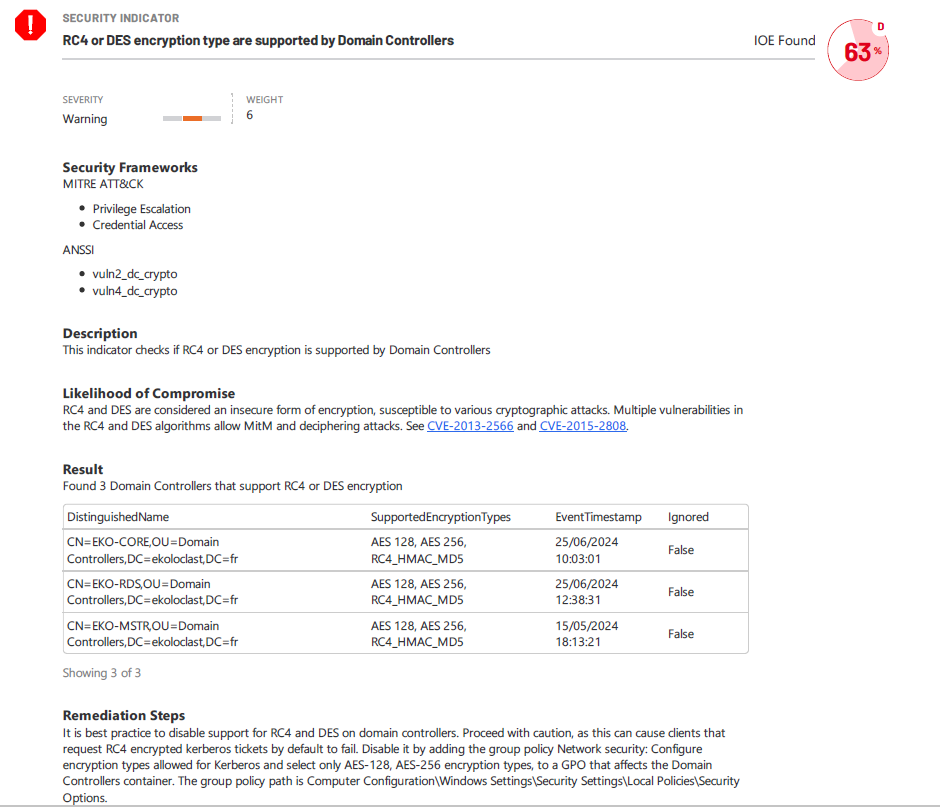 SECURITY INDICATOR
RC4 or DES encryption type are supported by Domain Controllers
IOE Found
63 %
D
SEVERITY
Warning
WEIGHT
6
Security Frameworks
MITRE ATT&CK
Privilege Escalation
Credential Access
ANSSI
vuln2_dc_crypto
vuln4_dc_crypto
Description
This indicator checks if RC4 or DES encryption is supported by Domain Controllers
Likelihood of Compromise
RC4 and DES are considered an insecure form of encryption, susceptible to various cryptographic attacks. Multiple vulnerabilities in
the RC4 and DES algorithms allow MitM and deciphering attacks. See CVE-2013-2566 and CVE-2015-2808.
Result
Found 3 Domain Controllers that support RC4 or DES encryption
DistinguishedName SupportedEncryptionTypes EventTimestamp Ignored
CN=EKO-CORE,OU=Domain AES 128, AES 256, 25/06/2024
Controllers,DC=ekoloclast,DC=fr RC4_HMAC_MD5 10:03:01 False
CN=EKO-RDS,OU=Domain AES 128, AES 256, 25/06/2024
Controllers,DC=ekoloclast,DC=fr RC4_HMAC_MD5 12:38:31 False
CN=EKO-MSTR,OU=Domain AES 128, AES 256, 15/05/2024
Controllers,DC=ekoloclast,DC=fr RC4_HMAC_MD5 18:13:21 False
Showing 3 of 3
Remediation Steps
It is best practice to disable support for RC4 and DES on domain controllers. Proceed with caution, as this can cause clients that
request RC4 encrypted kerberos tickets by default to fail. Disable it by adding the group policy Network security: Configure
encryption types allowed for Kerberos and select only AES-128, AES-256 encryption types, to a GPO that affects the Domain
Controllers container. The group policy path is Computer Configuration\Windows Settings\Security Settings\Local Policies\Security
Options.